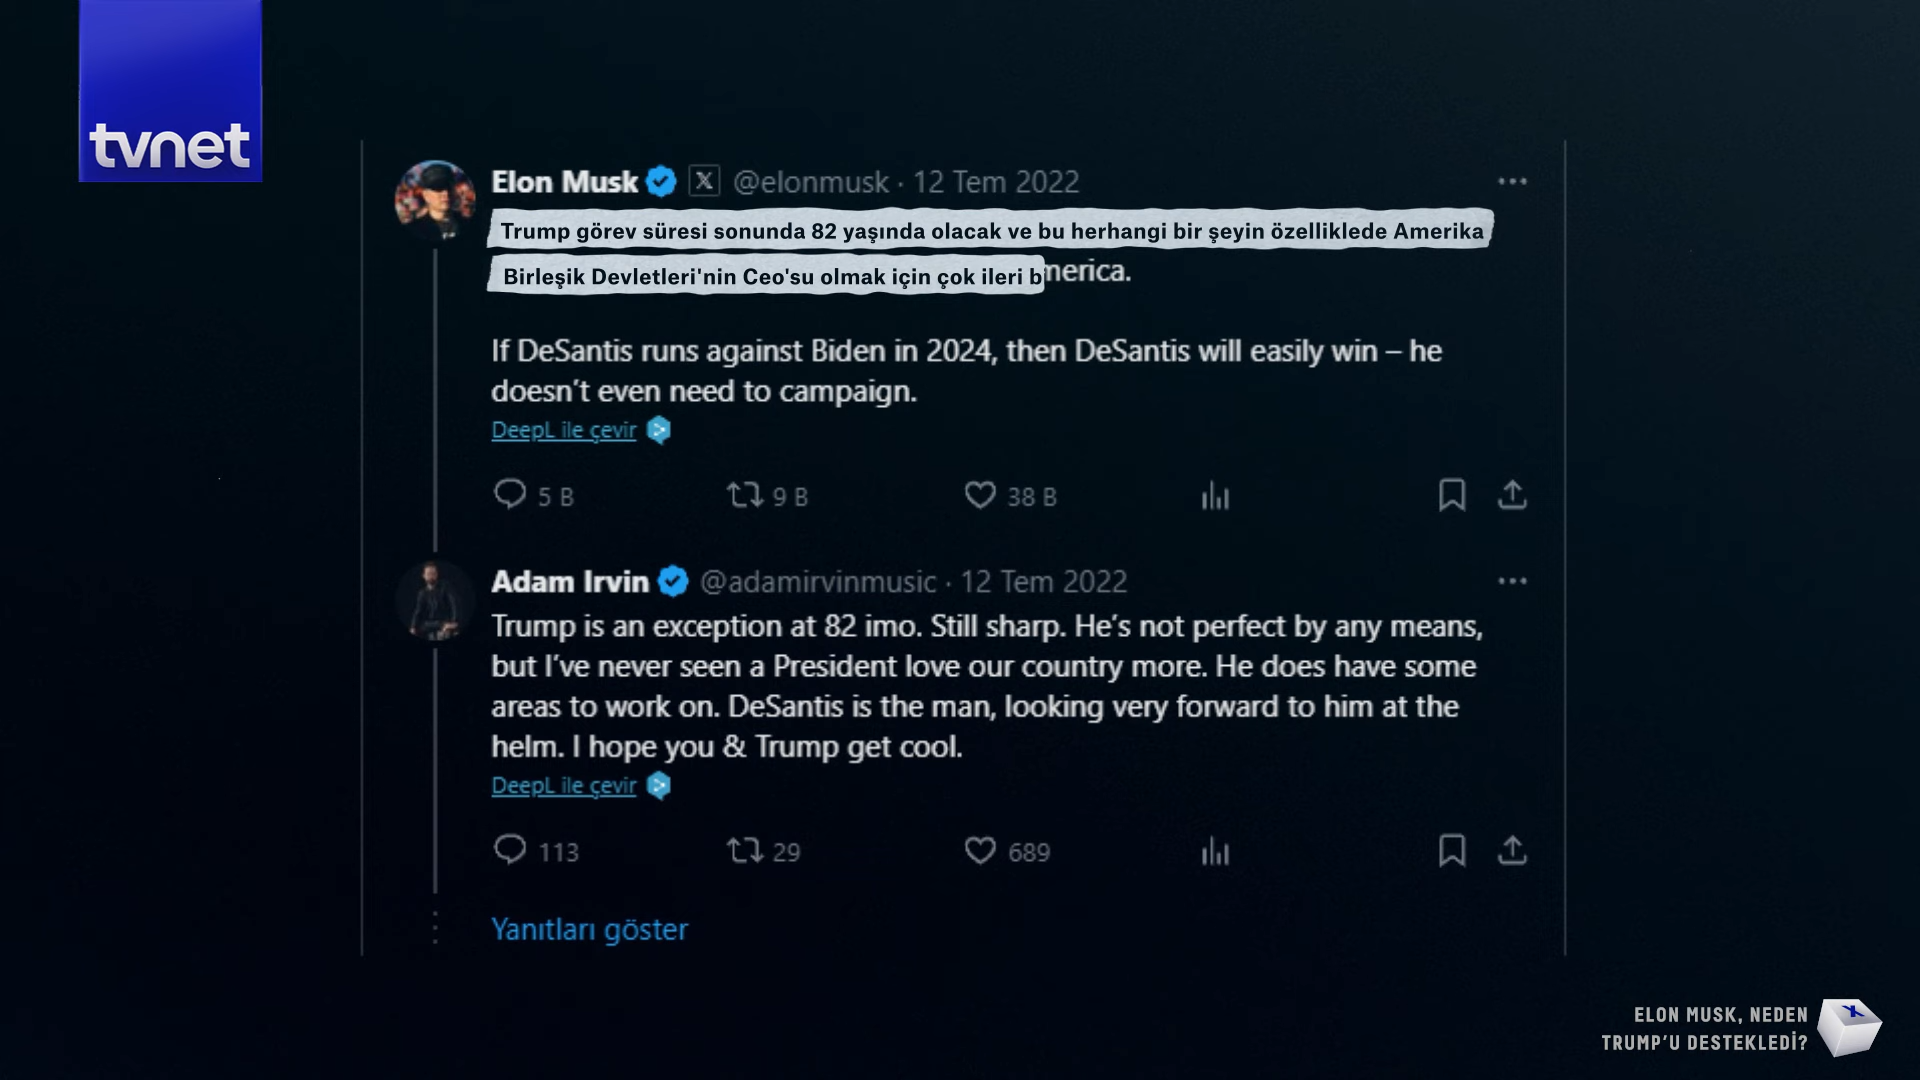 tvnet
Elon Musk @elonmusk · 12 Tem 2022
Trump görev süresi sonunda 82 yaşında olacak ve bu herhangi bir şeyin özelliklede Amerika
Birleşik Devletleri'nin Ceo'su olmak için çok ileri b
merica.
If DeSantis runs against Biden in 2024, then DeSantis will easily win – he
doesn't even need to campaign.
DeepL ile çevir
5 B 9 B 38 B
Adam Irvin @adamirvinmusic · 12 Tem 2022
Trump is an exception at 82 imo. Still sharp. He's not perfect by any means,
but I've never seen a President love our country more. He does have some
areas to work on. DeSantis is the man, looking very forward to him at the
helm. I hope you & Trump get cool.
DeepL ile çevir
113 29 689
Yanıtları göster
ELON MUSK, NEDEN
TRUMP'U DESTEKLEDİ?